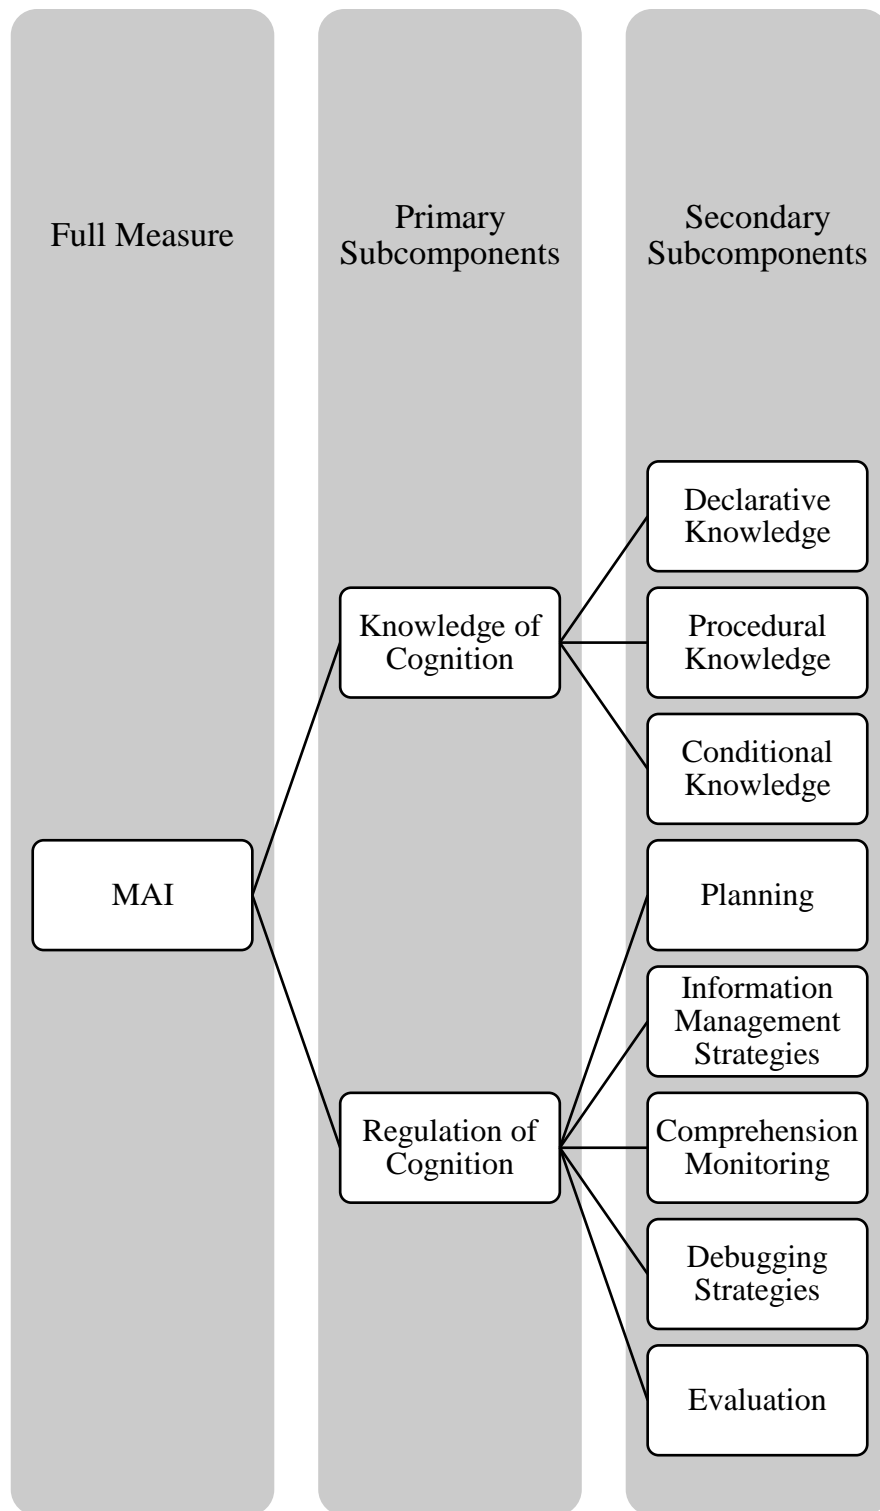 Full Measure
Primary
Subcomponents
Secondary
Subcomponents
Declarative
Knowledge
Knowledge of
Cognition
Procedural
Knowledge
Conditional
Knowledge
MAI
Planning
Information
Management
Strategies
Regulation of
Cognition
Comprehension
Monitoring
Debugging
Strategies
Evaluation